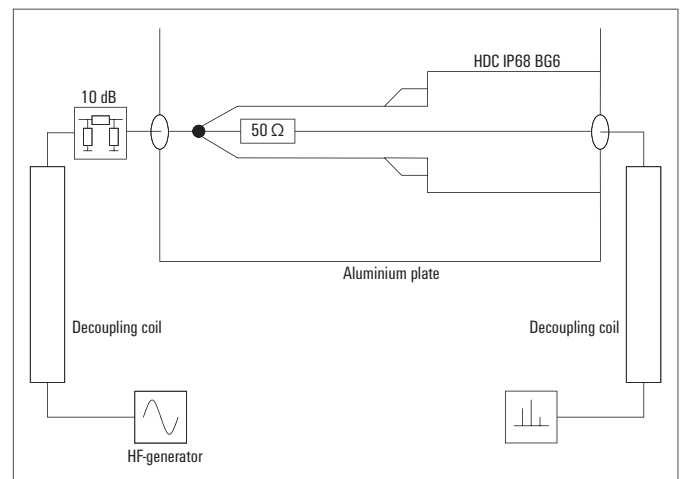 HDC IP68 BG6
10 dB
50 Ω
Aluminium plate
Decoupling coil
Decoupling coil
HF-generator